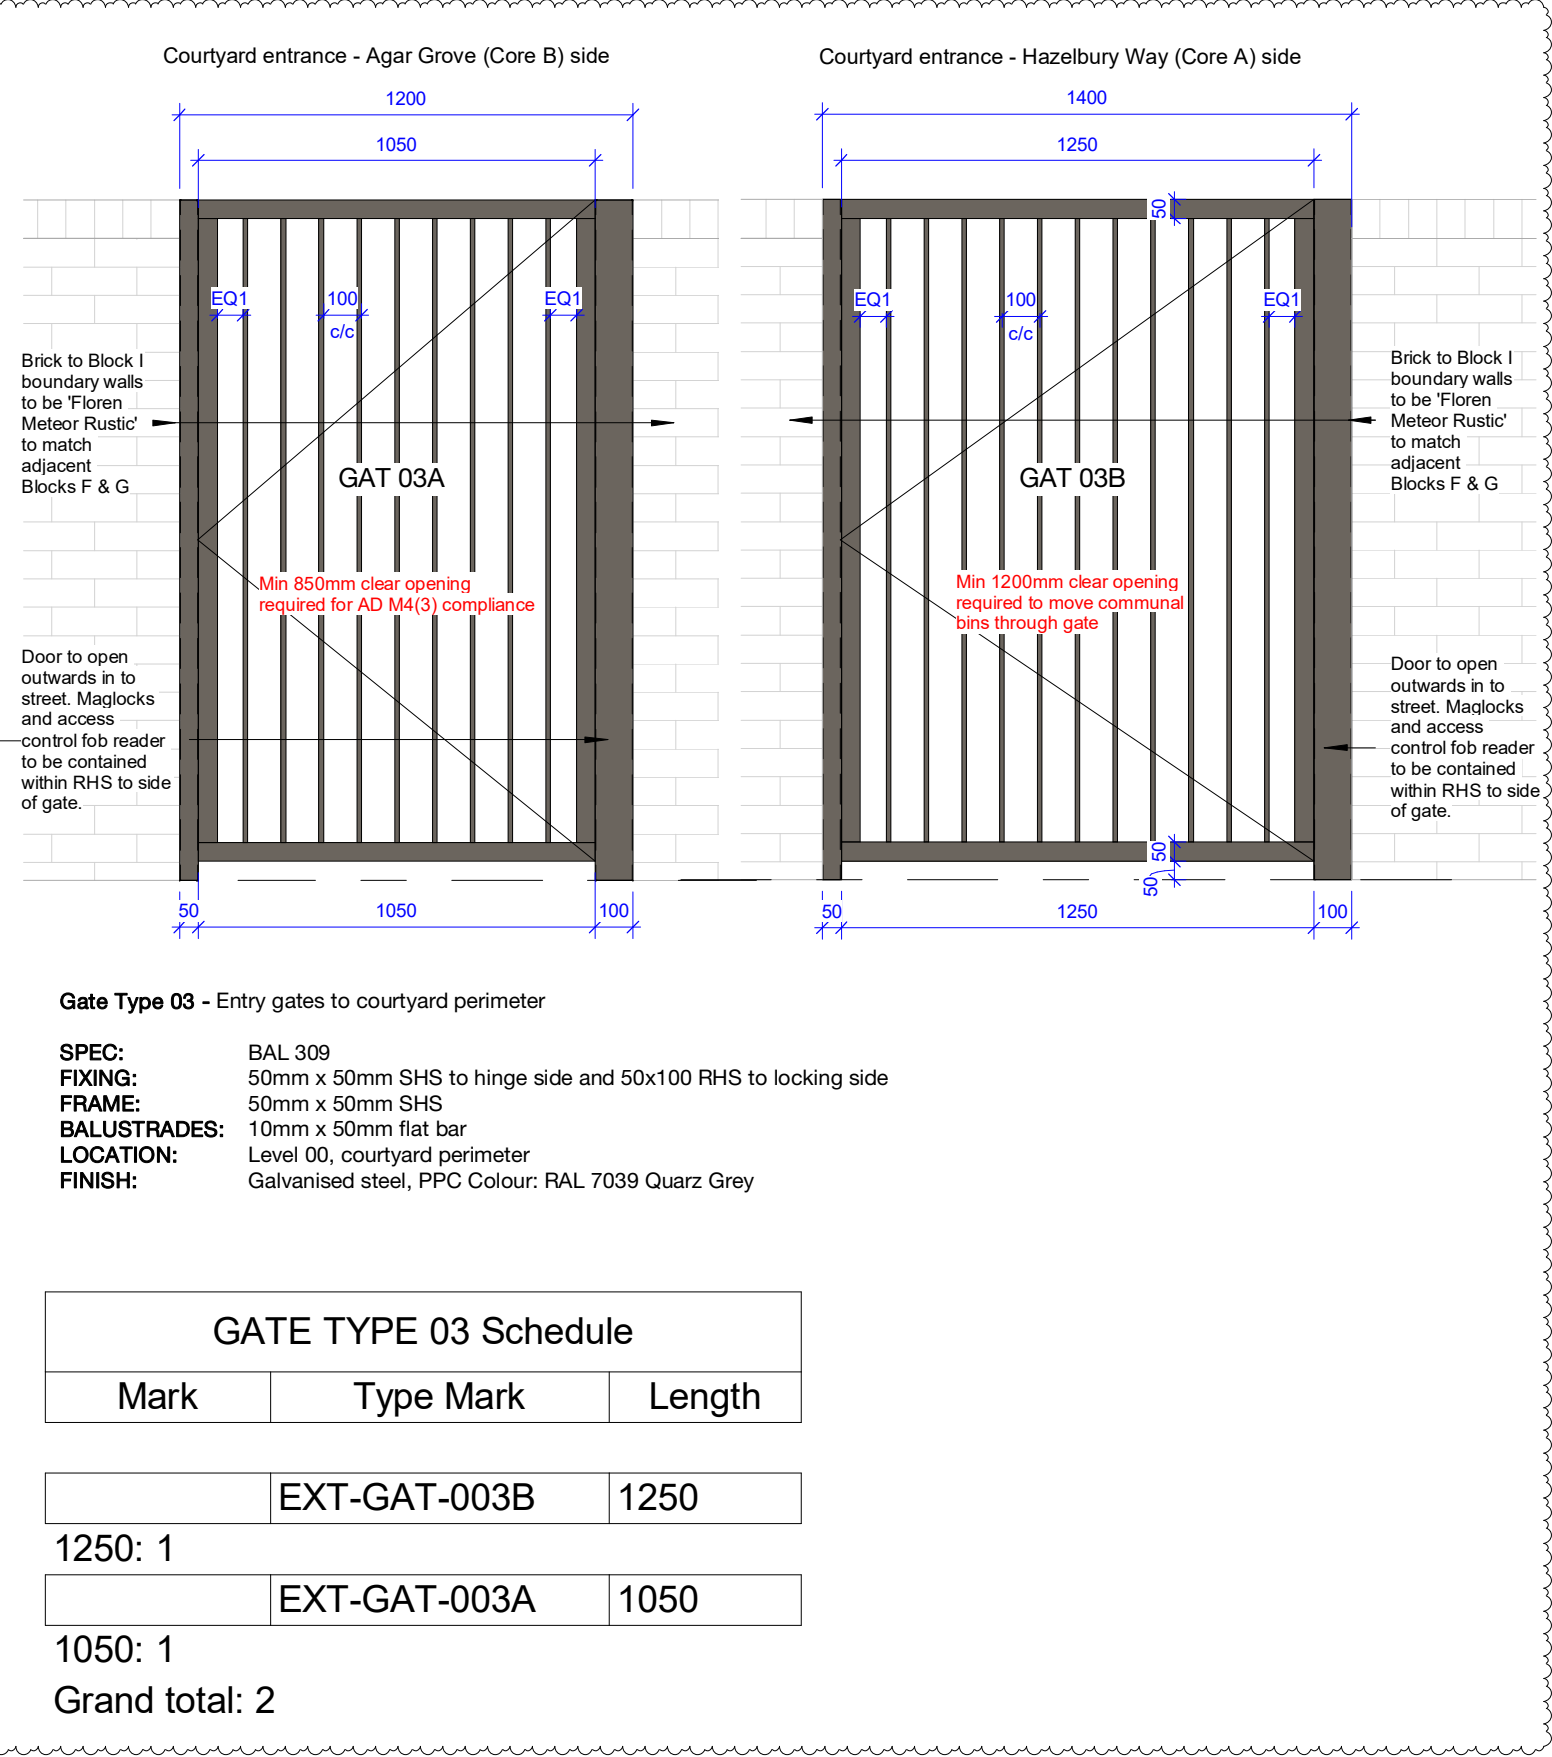 Courtyard entrance - Agar Grove (Core B) side
1200
1050
EQ1
100
c/c
EQ1
Brick to Block I
boundary walls
to be 'Floren
Meteor Rustic'
to match
adjacent
Blocks F & G
GAT 03A
Min 850mm clear opening
required for AD M4(3) compliance
Door to open
outwards in to
street. Maglocks
and access
control fob reader
to be contained
within RHS to side
of gate.
50
1050
100
Courtyard entrance - Hazelbury Way (Core A) side
1400
1250
50
EQ1
100
c/c
EQ1
Brick to Block I
boundary walls
to be 'Floren
Meteor Rustic'
to match
adjacent
Blocks F & G
GAT 03B
Min 1200mm clear opening
required to move communal
bins through gate
Door to open
outwards in to
street. Maglocks
and access
control fob reader
to be contained
within RHS to side
of gate.
50
50
50
1250
100
Gate Type 03 - Entry gates to courtyard perimeter
SPEC: BAL 309
FIXING: 50mm x 50mm SHS to hinge side and 50x100 RHS to locking side
FRAME: 50mm x 50mm SHS
BALUSTRADES: 10mm x 50mm flat bar
LOCATION: Level 00, courtyard perimeter
FINISH: Galvanised steel, PPC Colour: RAL 7039 Quarz Grey
GATE TYPE 03 Schedule
Mark Type Mark Length
EXT-GAT-003B 1250
1250: 1
EXT-GAT-003A 1050
1050: 1
Grand total: 2